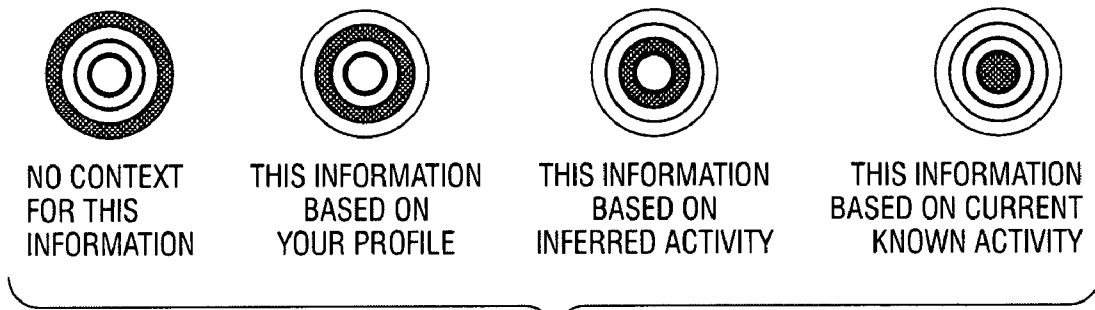 NO CONTEXT
FOR THIS
INFORMATION
THIS INFORMATION
BASED ON
YOUR PROFILE
THIS INFORMATION
BASED ON
INFERRED ACTIVITY
THIS INFORMATION
BASED ON CURRENT
KNOWN ACTIVITY